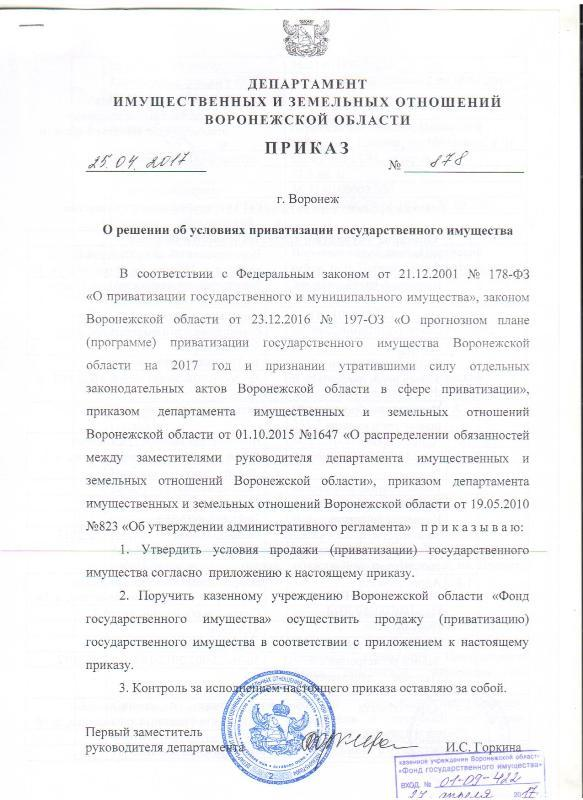 ДЕПАРТАМЕНТ
ИМУЩЕСТВЕННЫХ И ЗЕМЕЛЬНЫХ ОТНОШЕНИЙ
ВОРОНЕЖСКОЙ ОБЛАСТИ
ПРИКАЗ
25.04.2017 № 878
г. Воронеж
О решении об условиях приватизации государственного имущества
В соответствии с Федеральным законом от 21.12.2001 № 178-ФЗ
«О приватизации государственного и муниципального имущества», законом
Воронежской области от 23.12.2016 № 197-ОЗ «О прогнозном плане
(программе) приватизации государственного имущества Воронежской
области на 2017 год и признании утратившими силу отдельных
законодательных актов Воронежской области в сфере приватизации»,
приказом департамента имущественных и земельных отношений
Воронежской области от 01.10.2015 №1647 «О распределении обязанностей
между заместителями руководителя департамента имущественных и
земельных отношений Воронежской области», приказом департамента
имущественных и земельных отношений Воронежской области от 19.05.2010
№823 «Об утверждении административного регламента» п р и к а з ы в а ю:
1. Утвердить условия продажи (приватизации) государственного
имущества согласно приложению к настоящему приказу.
2. Поручить казенному учреждению Воронежской области «Фонд
государственного имущества» осуществить продажу (приватизацию)
государственного имущества в соответствии с приложением к настоящему
приказу.
3. Контроль за исполнением настоящего приказа оставляю за собой.
Первый заместитель
руководителя департамента И.С. Горкина
2
казенное учреждение Воронежской област
«Фонд государственного имущества»
ВХОД. № 01-09-422
27 апреля 2017